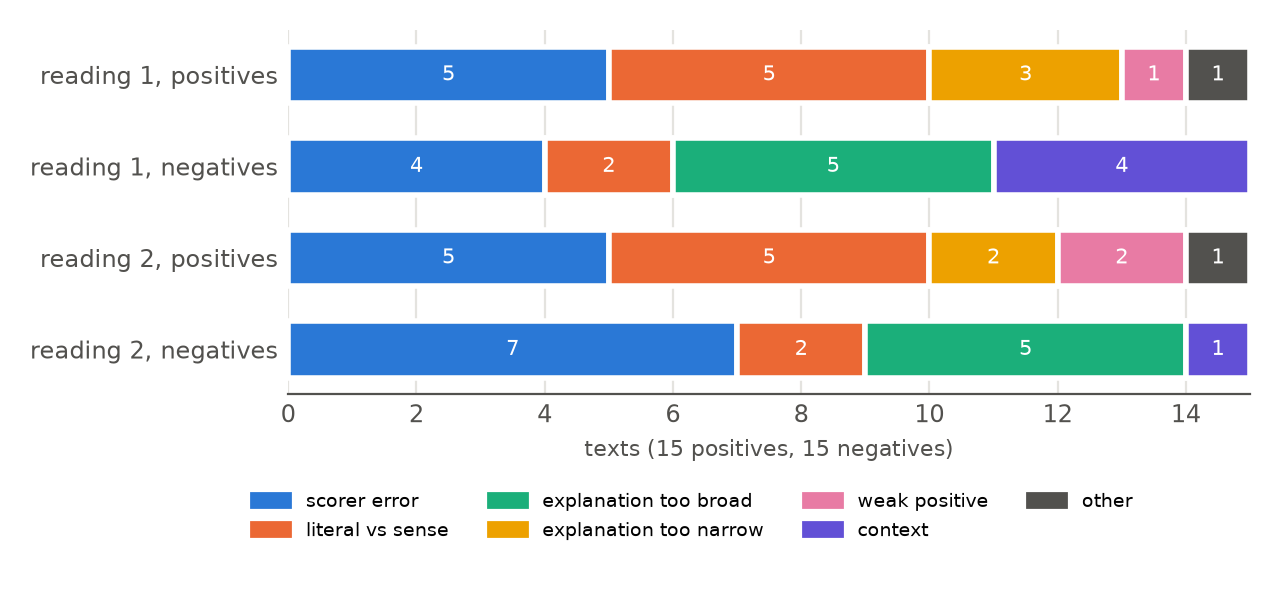 reading 1, positives 5 5 3 1 1
reading 1, negatives 4 2 5 4
reading 2, positives 5 5 2 2 1
reading 2, negatives 7 2 5 1
0 2 4 6 8 10 12 14
texts (15 positives, 15 negatives)
scorer error explanation too broad weak positive other
literal vs sense explanation too narrow context